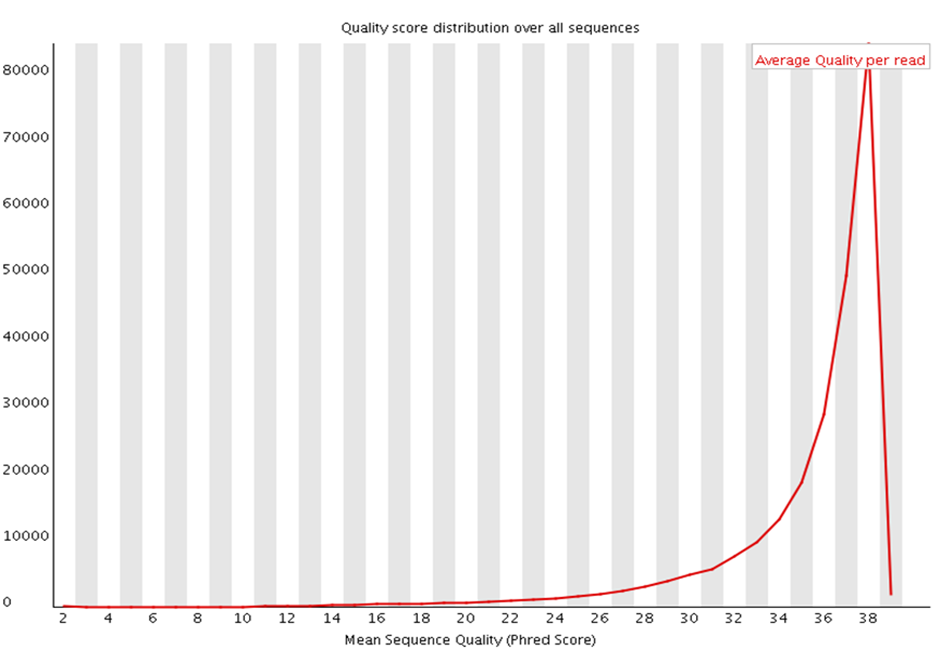 Quality score distribution over all sequences
Average Quality per read
80000
70000
60000
50000
40000
30000
20000
10000
0
2 4 6 8 10 12 14 16 18 20 22 24 26 28 30 32 34 36 38
Mean Sequence Quality (Phred Score)